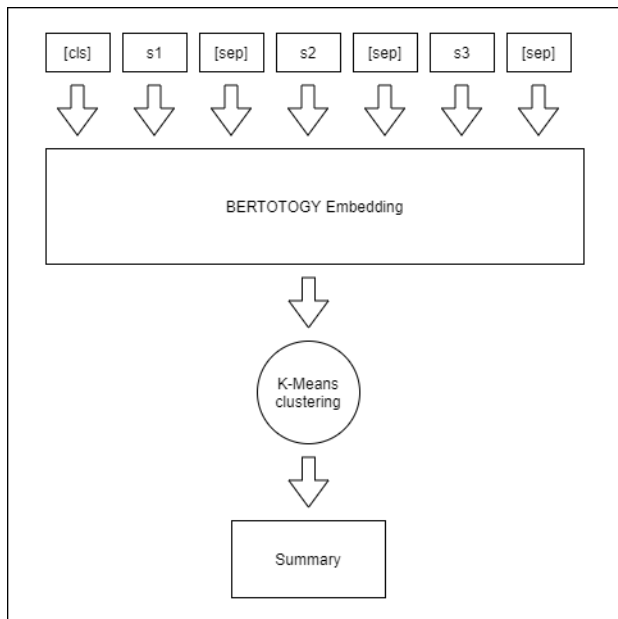 [cls] s1 [sep] s2 [sep] s3 [sep]
BERTOTOGY Embedding
K-Means
clustering
Summary